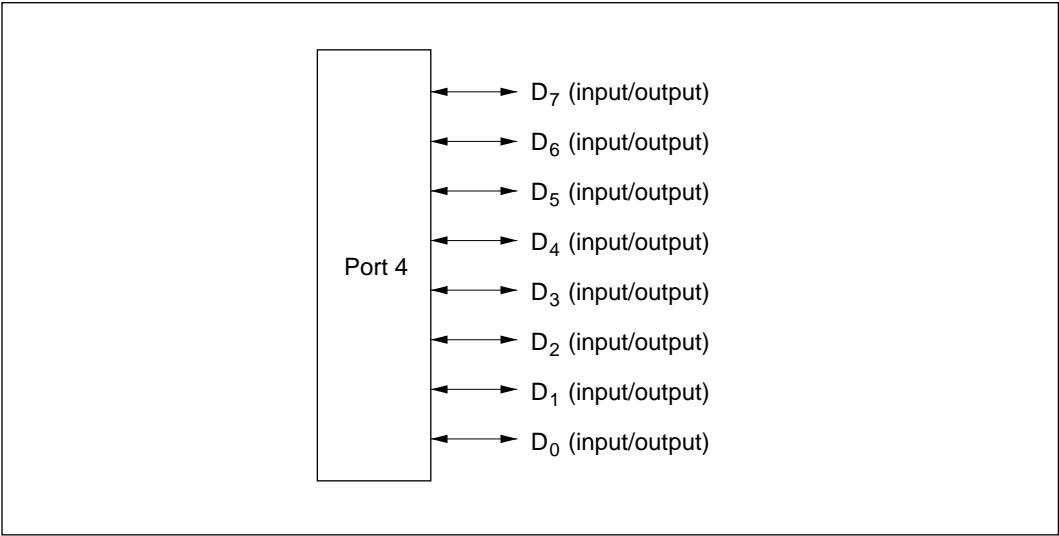 D7 (input/output)
D6 (input/output)
D5 (input/output)
D4 (input/output)
Port 4
D3 (input/output)
D2 (input/output)
D1 (input/output)
D0 (input/output)